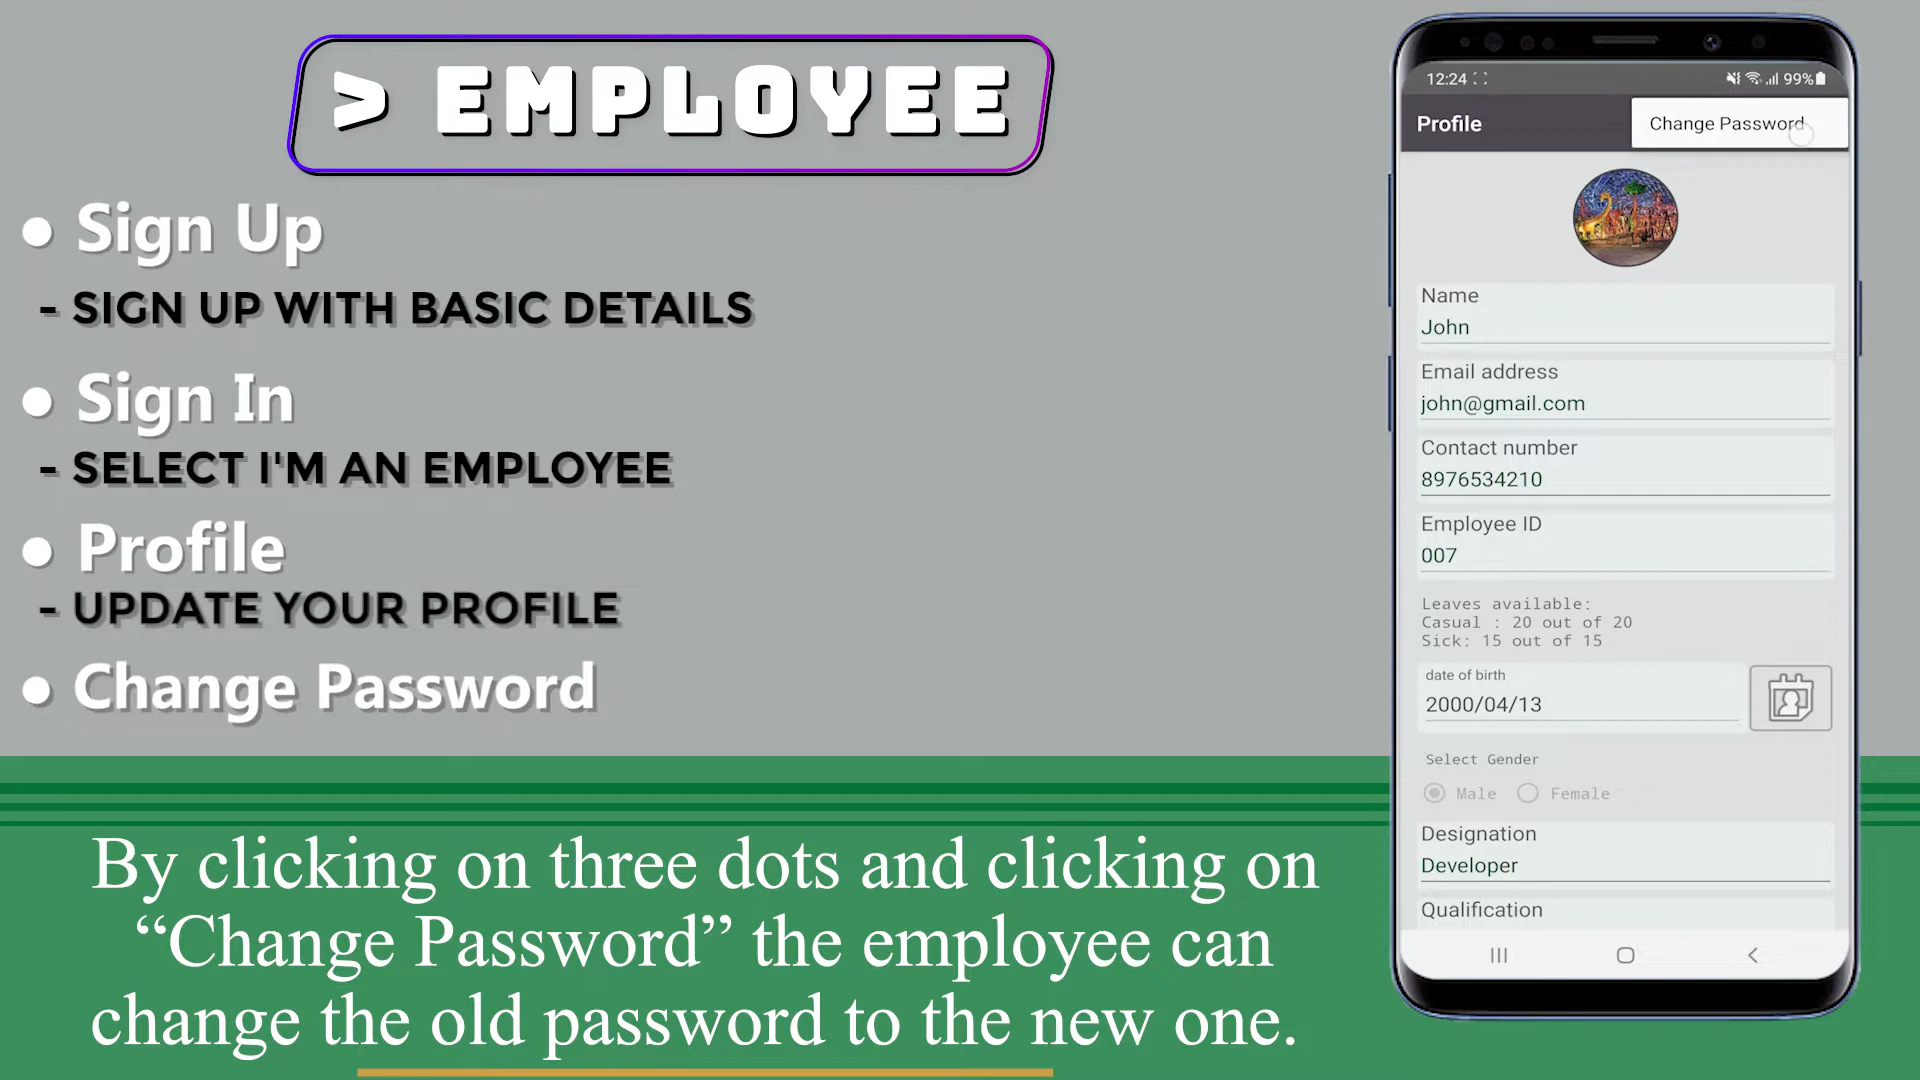 > EMPLOYEE
• Sign Up
- SIGN UP WITH BASIC DETAILS
• Sign In
- SELECT I'M AN EMPLOYEE
• Profile
- UPDATE YOUR PROFILE
• Change Password
By clicking on three dots and clicking on
“Change Password” the employee can
change the old password to the new one.
12:24 99%
Profile
Change Password
Name
John
Email address
john@gmail.com
Contact number
8976534210
Employee ID
007
Leaves available:
Casual : 20 out of 20
Sick: 15 out of 15
date of birth
2000/04/13
Select Gender
Male Female
Designation
Developer
Qualification